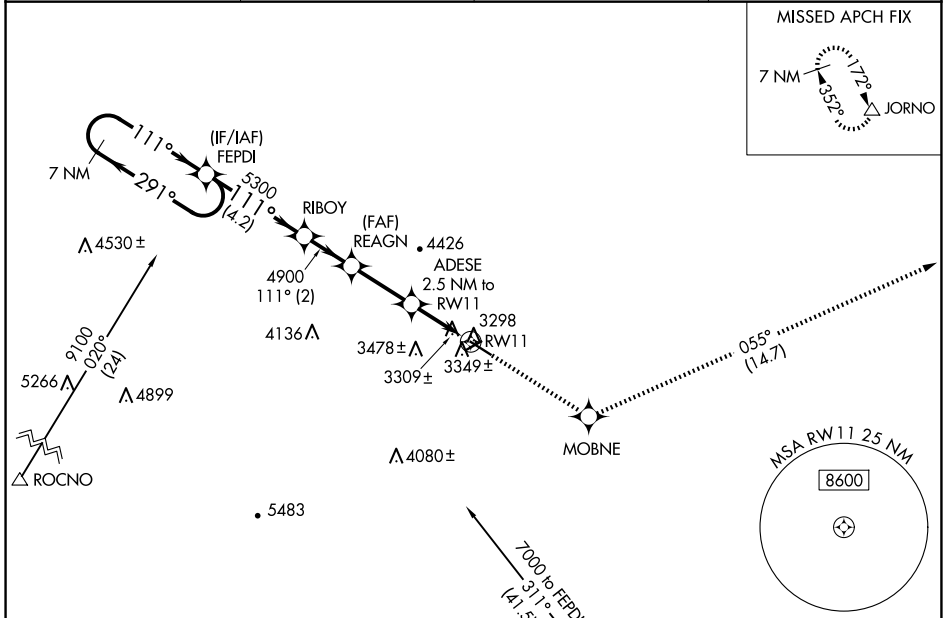 MISSED APCH FIX
7 NM
172°
352°
JORNO
111°
(IF/IAF)
FEPDI
7 NM
291°
5300
111°
(4.2)
RIBOY
(FAF)
REAGN
4426
4530 ±
4900
111° (2)
ADESE
2.5 NM to
RW11
4136
3298
RW11
3478 ±
3309 ±
3349 ±
9100
020°
(24)
055°
(14.7)
5266
4899
MOBNE
MSA RW11 25 NM
8600
4080 ±
ROCNO
5483
7000 to FEPDI
311°
(41.5)